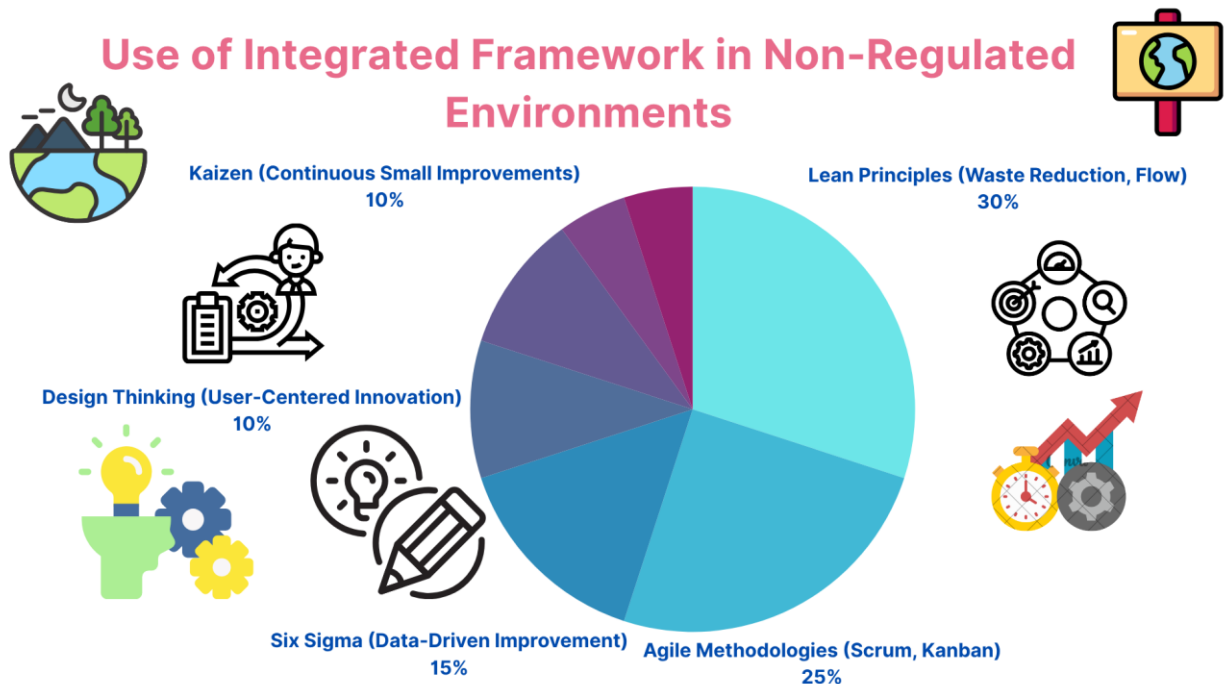 Use of Integrated Framework in Non-Regulated
Environments
Kaizen (Continuous Small Improvements)
10%
Lean Principles (Waste Reduction, Flow)
30%
Design Thinking (User-Centered Innovation)
10%
Six Sigma (Data-Driven Improvement)
15%
Agile Methodologies (Scrum, Kanban)
25%